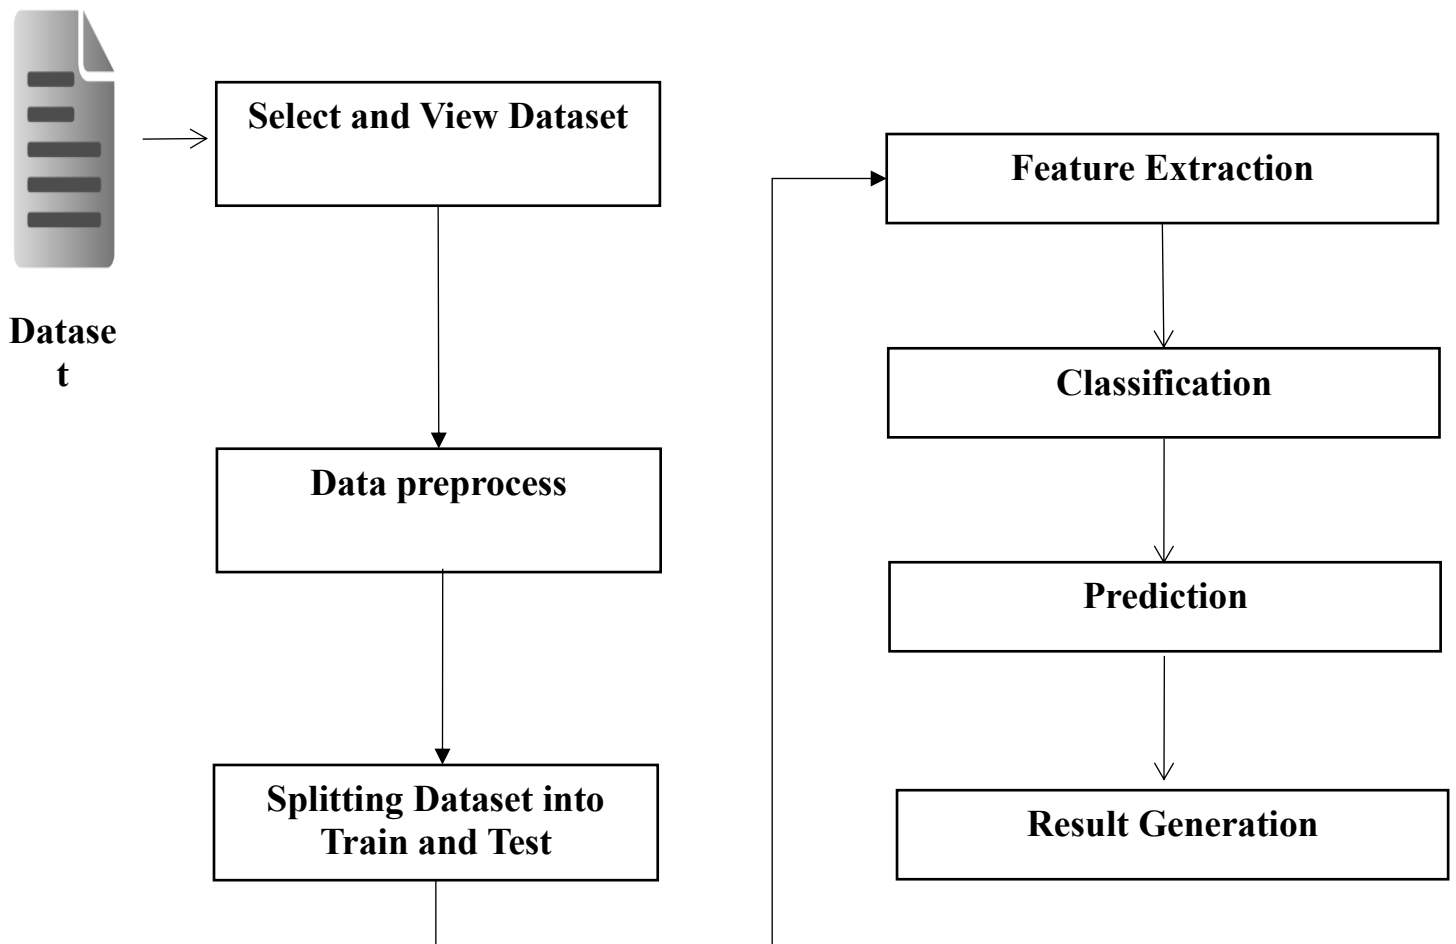 Select and View Dataset
Datase
t
Data preprocess
Splitting Dataset into
Train and Test
Feature Extraction
Classification
Prediction
Result Generation